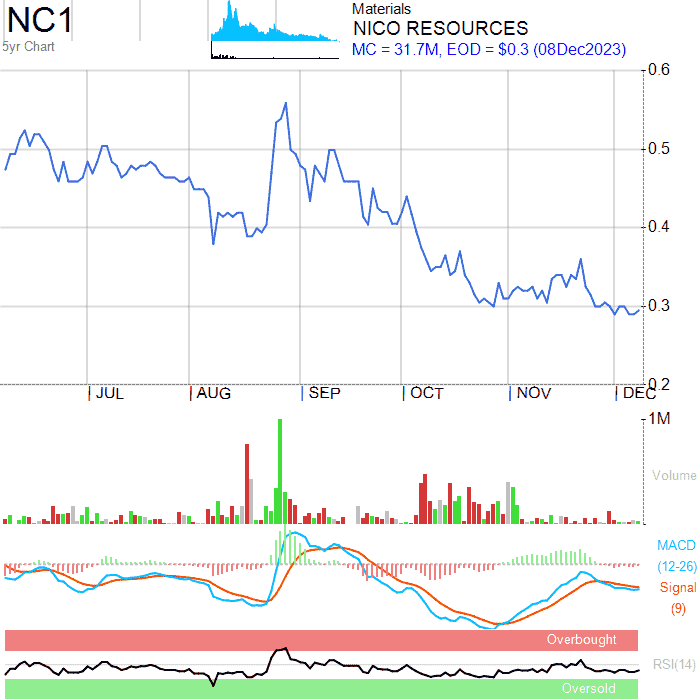 NC1
5yr Chart
Materials
NICO RESOURCES
MC = 31.7M, EOD = $0.3 (08Dec2023)
0.6
0.5
0.4
0.3
0.2
JUL AUG SEP OCT NOV DEC
1M
Volume
MACD
(12-26)
Signal
(9)
Overbought
RSI(14)
Oversold